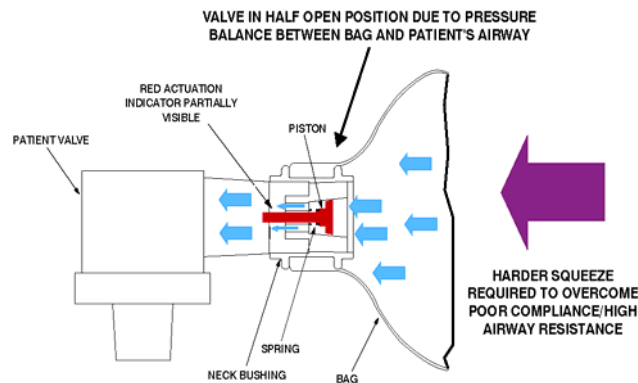 VALVE IN HALF OPEN POSITION DUE TO PRESSURE
BALANCE BETWEEN BAG AND PATIENT'S AIRWAY
RED ACTUATION
INDICATOR PARTIALLY
VISIBLE
PISTON
PATIENT VALVE
HARDER SQUEEZE
REQUIRED TO OVERCOME
POOR COMPLIANCE/HIGH
AIRWAY RESISTANCE
SPRING
NECK BUSHING
BAG